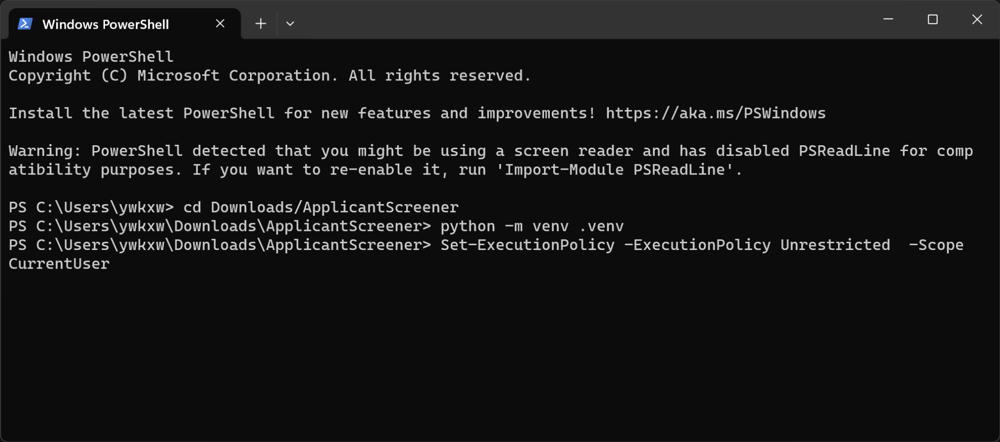 Windows PowerShell
Windows PowerShell
Copyright (C) Microsoft Corporation. All rights reserved.
Install the latest PowerShell for new features and improvements! https://aka.ms/PSWindows
Warning: PowerShell detected that you might be using a screen reader and has disabled PSReadLine for comp
atibility purposes. If you want to re-enable it, run 'Import-Module PSReadLine'.
PS C:\Users\ywkxw> cd Downloads/ApplicantScreener
PS C:\Users\ywkxw\Downloads\ApplicantScreener> python -m venv .venv
PS C:\Users\ywkxw\Downloads\ApplicantScreener> Set-ExecutionPolicy -ExecutionPolicy Unrestricted  -Scope
CurrentUser